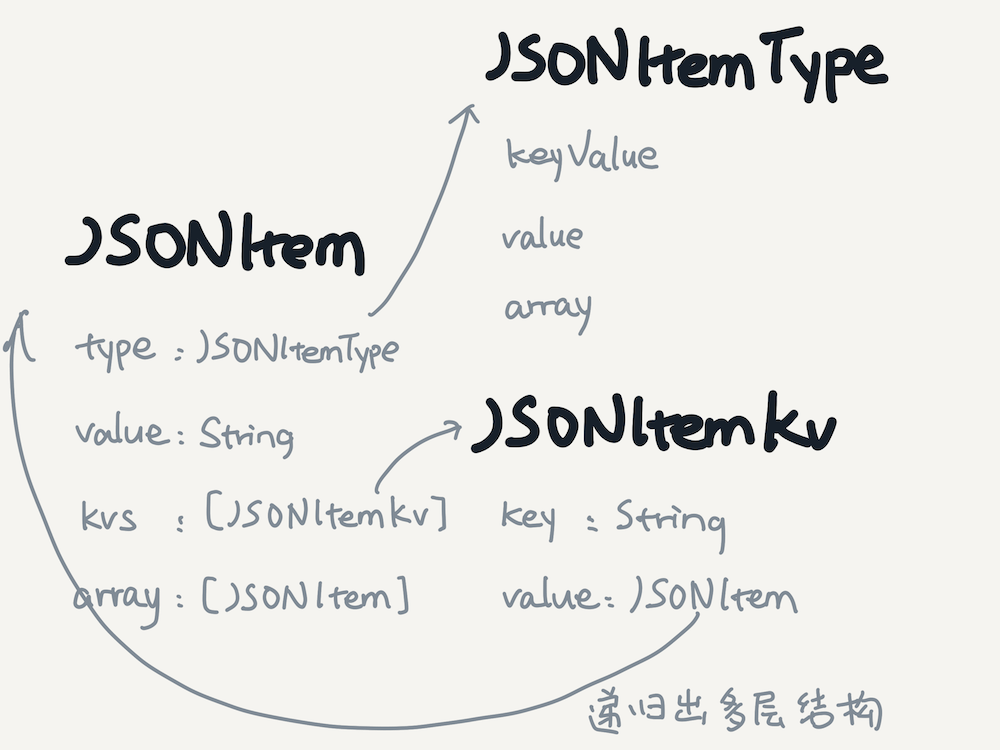 JSONItemType
keyValue
value
array
JSONItem
type : JSONItemType
value : String
kvs : [JSONItemkv]
array : [JSONItem]
JSONItemkv
key : String
value : JSONItem
递归出多层结构